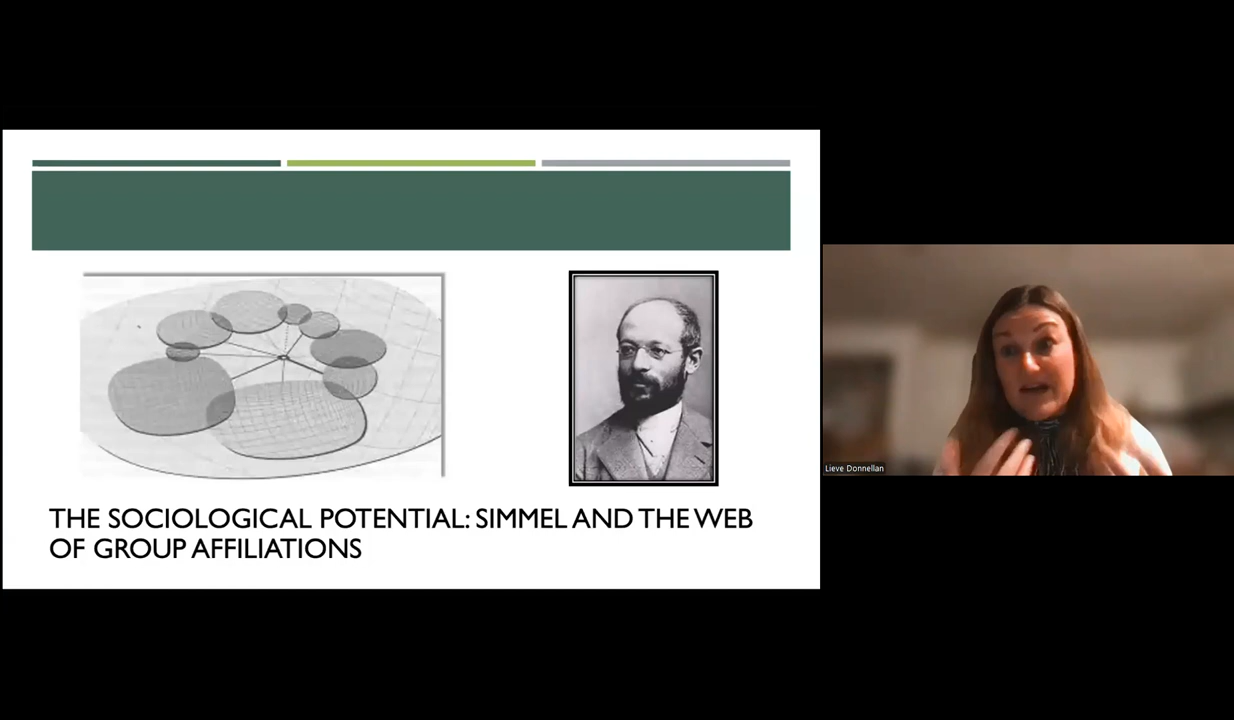 THE SOCIOLOGICAL POTENTIAL: SIMMEL AND THE WEB
OF GROUP AFFILIATIONS
Lieve Donnellan